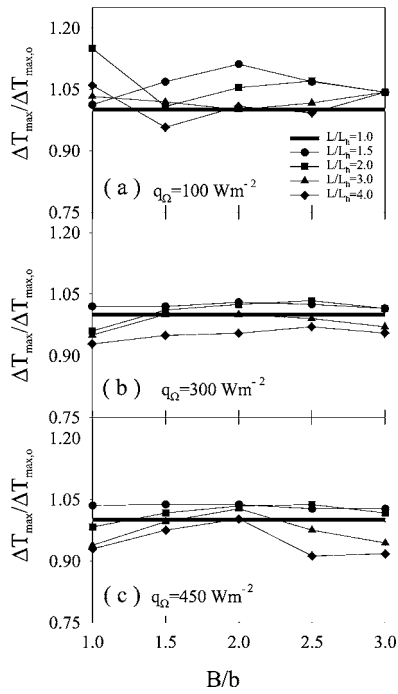 1.20
1.05
0.90
0.75
ΔTmax/ΔTmax,o
L/Lh=1.0
L/Lh=1.5
L/Lh=2.0
L/Lh=3.0
L/Lh=4.0
( a ) qΩ=100 Wm-2
1.20
1.05
0.90
0.75
ΔTmax/ΔTmax,o
( b ) qΩ=300 Wm-2
1.20
1.05
0.90
0.75
ΔTmax/ΔTmax,o
( c ) qΩ=450 Wm-2
1.0 1.5 2.0 2.5 3.0
B/b